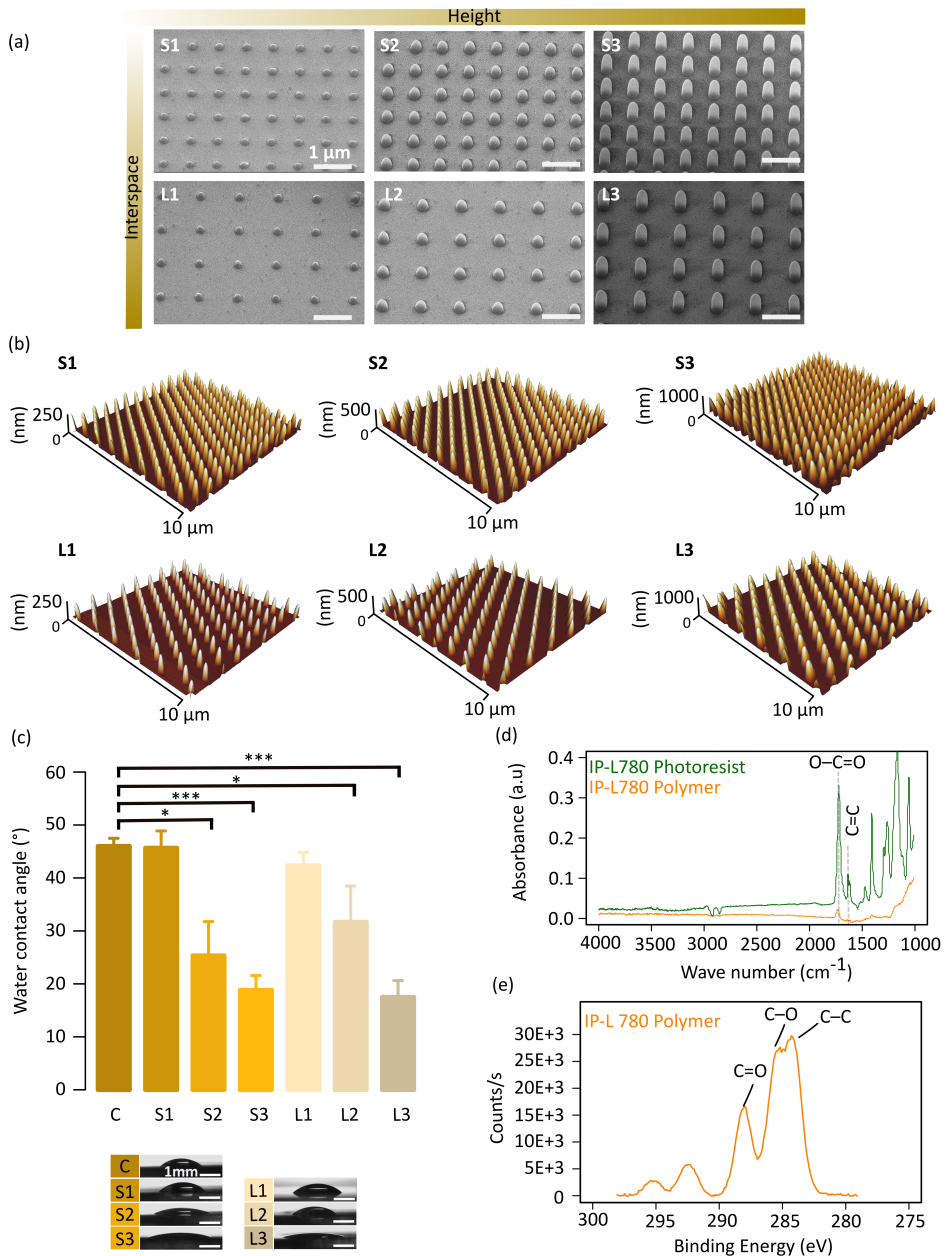 Height
(a)
Interspace
S1
S2
S3
1 µm
L1
L2
L3
(b)
S1
S2
S3
250
0
(nm)
10 µm
500
0
(nm)
10 µm
1000
0
(nm)
10 µm
L1
L2
L3
250
0
(nm)
10 µm
500
0
(nm)
10 µm
1000
0
(nm)
10 µm
(c)
Water contact angle (°)
60
50
40
30
20
10
0
***
*
***
*
C S1 S2 S3 L1 L2 L3
C
1mm
S1
S2
S3
L1
L2
L3
(d)
Absorbance (a.u)
0.4
0.3
0.2
0.1
0.0
IP-L780 Photoresist
IP-L780 Polymer
O–C=O
C=C
4000 3500 3000 2500 2000 1500 1000
Wave number (cm⁻¹)
(e)
Counts/s
30E+3
25E+3
20E+3
15E+3
10E+3
5E+3
0
IP-L 780 Polymer
C=O
C–O
C–C
300 295 290 285 280 275
Binding Energy (eV)